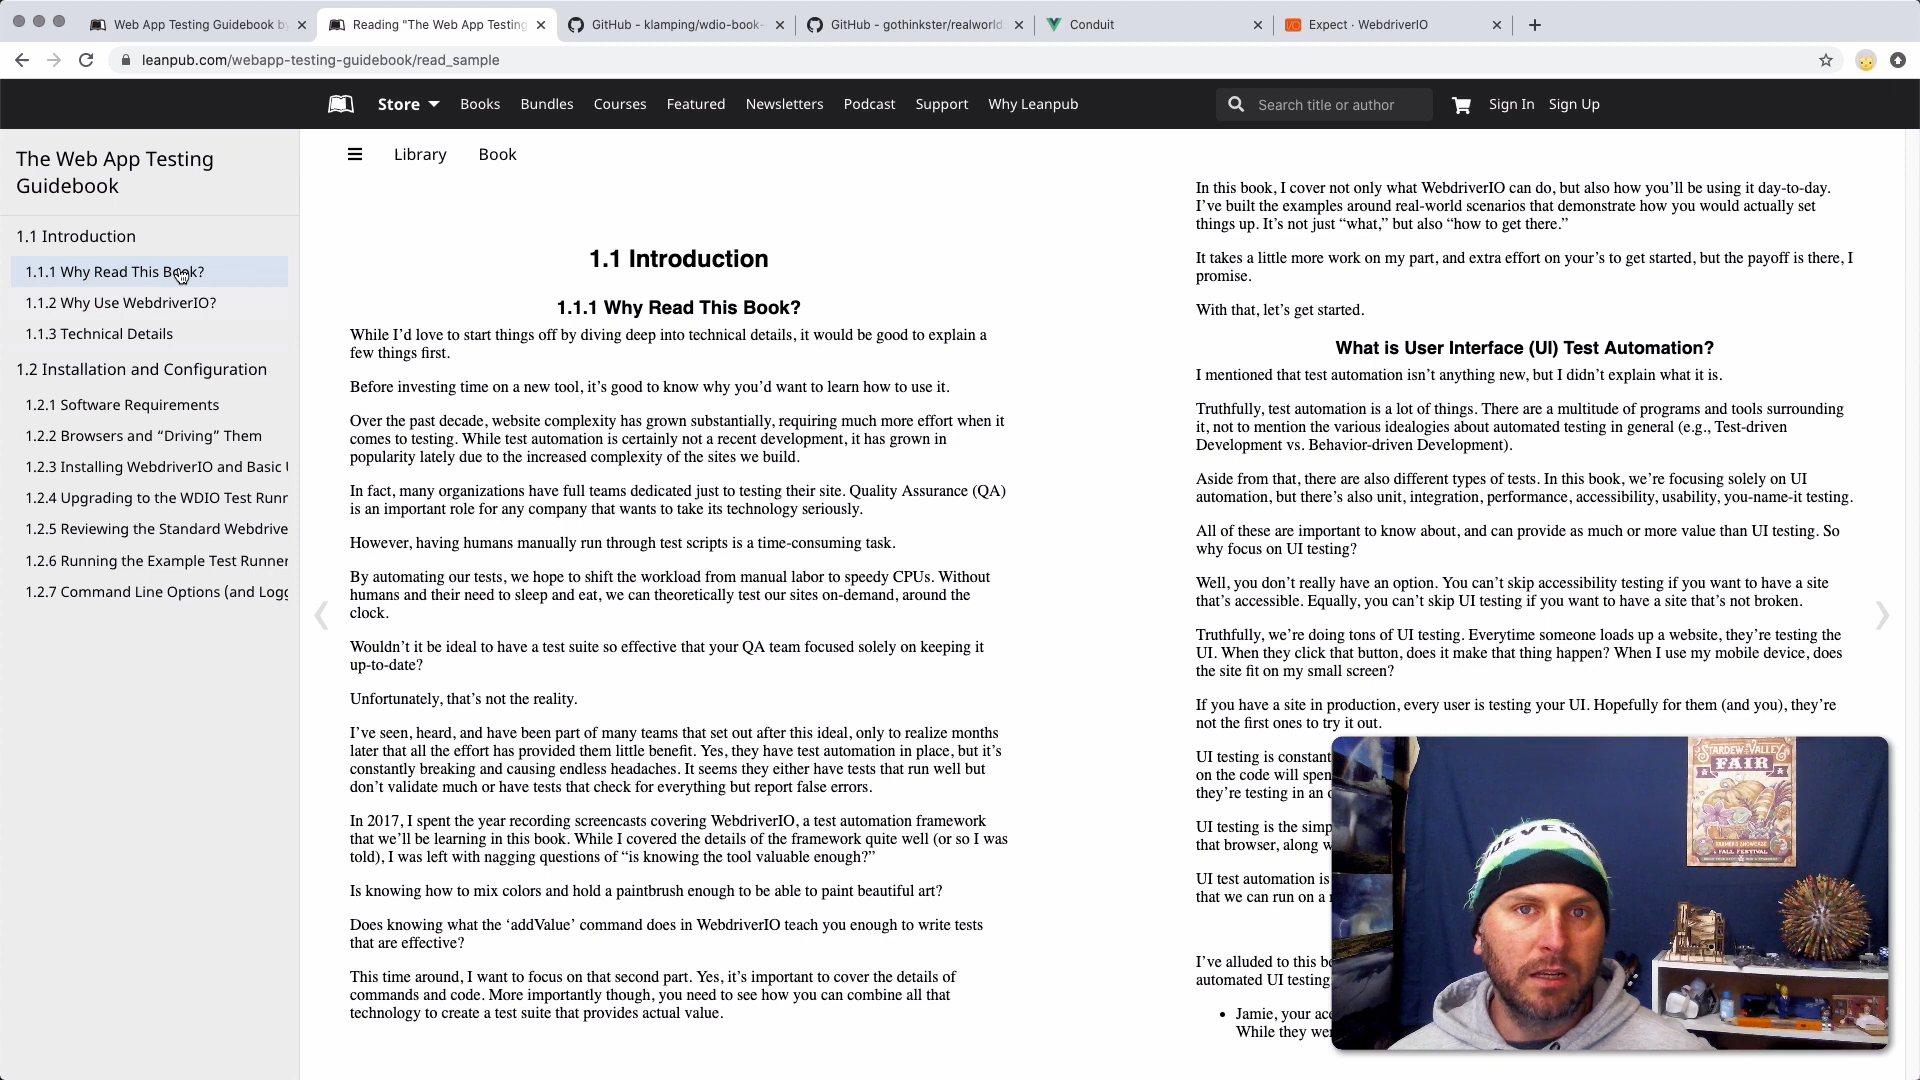 Web App Testing Guidebook by
Reading "The Web App Testing
GitHub - klamping/wdio-book-
GitHub - gothinkster/realworld
Conduit
Expect · WebdriverIO
leanpub.com/webapp-testing-guidebook/read_sample
Store
Books
Bundles
Courses
Featured
Newsletters
Podcast
Support
Why Leanpub
Search title or author
Sign In
Sign Up
The Web App Testing
Guidebook
1.1 Introduction
1.1.1 Why Read This Book?
1.1.2 Why Use WebdriverIO?
1.1.3 Technical Details
1.2 Installation and Configuration
1.2.1 Software Requirements
1.2.2 Browsers and “Driving” Them
1.2.3 Installing WebdriverIO and Basic
1.2.4 Upgrading to the WDIO Test Runr
1.2.5 Reviewing the Standard Webdrive
1.2.6 Running the Example Test Runner
1.2.7 Command Line Options (and Logg
Library
Book
1.1 Introduction
1.1.1 Why Read This Book?
While I’d love to start things off by diving deep into technical details, it would be good to explain a
few things first.
Before investing time on a new tool, it’s good to know why you’d want to learn how to use it.
Over the past decade, website complexity has grown substantially, requiring much more effort when it
comes to testing. While test automation is certainly not a recent development, it has grown in
popularity lately due to the increased complexity of the sites we build.
In fact, many organizations have full teams dedicated just to testing their site. Quality Assurance (QA)
is an important role for any company that wants to take its technology seriously.
However, having humans manually run through test scripts is a time-consuming task.
By automating our tests, we hope to shift the workload from manual labor to speedy CPUs. Without
humans and their need to sleep and eat, we can theoretically test our sites on-demand, around the
clock.
Wouldn’t it be ideal to have a test suite so effective that your QA team focused solely on keeping it
up-to-date?
Unfortunately, that’s not the reality.
I’ve seen, heard, and have been part of many teams that set out after this ideal, only to realize months
later that all the effort has provided them little benefit. Yes, they have test automation in place, but it’s
constantly breaking and causing endless headaches. It seems they either have tests that run well but
don’t validate much or have tests that check for everything but report false errors.
In 2017, I spent the year recording screencasts covering WebdriverIO, a test automation framework
that we’ll be learning in this book. While I covered the details of the framework quite well (or so I was
told), I was left with nagging questions of “is knowing the tool valuable enough?”
Is knowing how to mix colors and hold a paintbrush enough to be able to paint beautiful art?
Does knowing what the ‘addValue’ command does in WebdriverIO teach you enough to write tests
that are effective?
This time around, I want to focus on that second part. Yes, it’s important to cover the details of
commands and code. More importantly though, you need to see how you can combine all that
technology to create a test suite that provides actual value.
In this book, I cover not only what WebdriverIO can do, but also how you’ll be using it day-to-day.
I’ve built the examples around real-world scenarios that demonstrate how you would actually set
things up. It’s not just “what,” but also “how to get there.”
It takes a little more work on my part, and extra effort on your’s to get started, but the payoff is there, I
promise.
With that, let’s get started.
What is User Interface (UI) Test Automation?
I mentioned that test automation isn’t anything new, but I didn’t explain what it is.
Truthfully, test automation is a lot of things. There are a multitude of programs and tools surrounding
it, not to mention the various idealogies about automated testing in general (e.g., Test-driven
Development vs. Behavior-driven Development).
Aside from that, there are also different types of tests. In this book, we’re focusing solely on UI
automation, but there’s also unit, integration, performance, accessibility, usability, you-name-it testing.
All of these are important to know about, and can provide as much or more value than UI testing. So
why focus on UI testing?
Well, you don’t really have an option. You can’t skip accessibility testing if you want to have a site
that’s accessible. Equally, you can’t skip UI testing if you want to have a site that’s not broken.
Truthfully, we’re doing tons of UI testing. Everytime someone loads up a website, they’re testing the
UI. When they click that button, does it make that thing happen? When I use my mobile device, does
the site fit on my small screen?
If you have a site in production, every user is testing your UI. Hopefully for them (and you), they’re
not the first ones to try it out.
UI testing is constant
on the code will spen
they’re testing in an
UI testing is the simp
that browser, along w
UI test automation is
that we can run on a
I’ve alluded to this b
automated UI testing
• Jamie, your acc
While they wer
STARDEW VALLEY
FAIR
FALL FESTIVAL